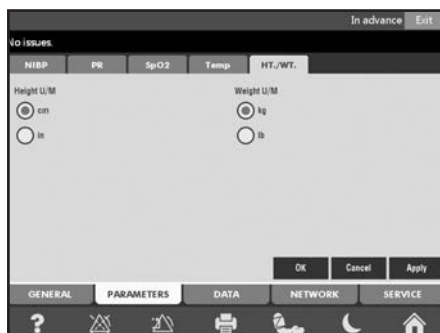 In advance Exit
No issues.
NIBP PR SpO2 Temp HT./WT.
Height U/M Weight U/M
cm kg
in lb
OK Cancel Apply
GENERAL PARAMETERS DATA NETWORK SERVICE
?